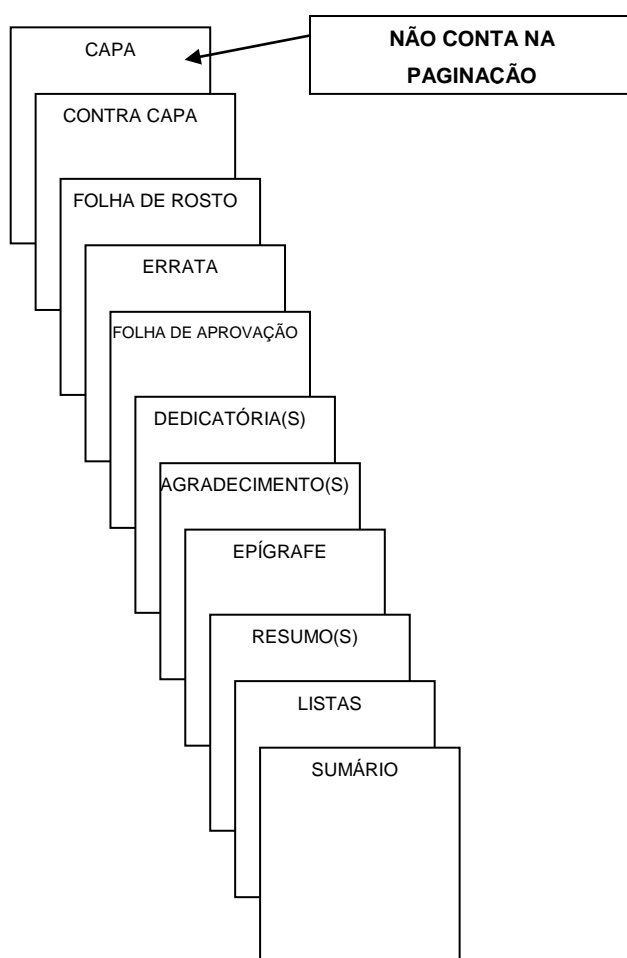 CAPA
NÃO CONTA NA
PAGINAÇÃO
CONTRA CAPA
FOLHA DE ROSTO
ERRATA
FOLHA DE APROVAÇÃO
DEDICATÓRIA(S)
AGRADECIMENTO(S)
EPÍGRAFE
RESUMO(S)
LISTAS
SUMÁRIO